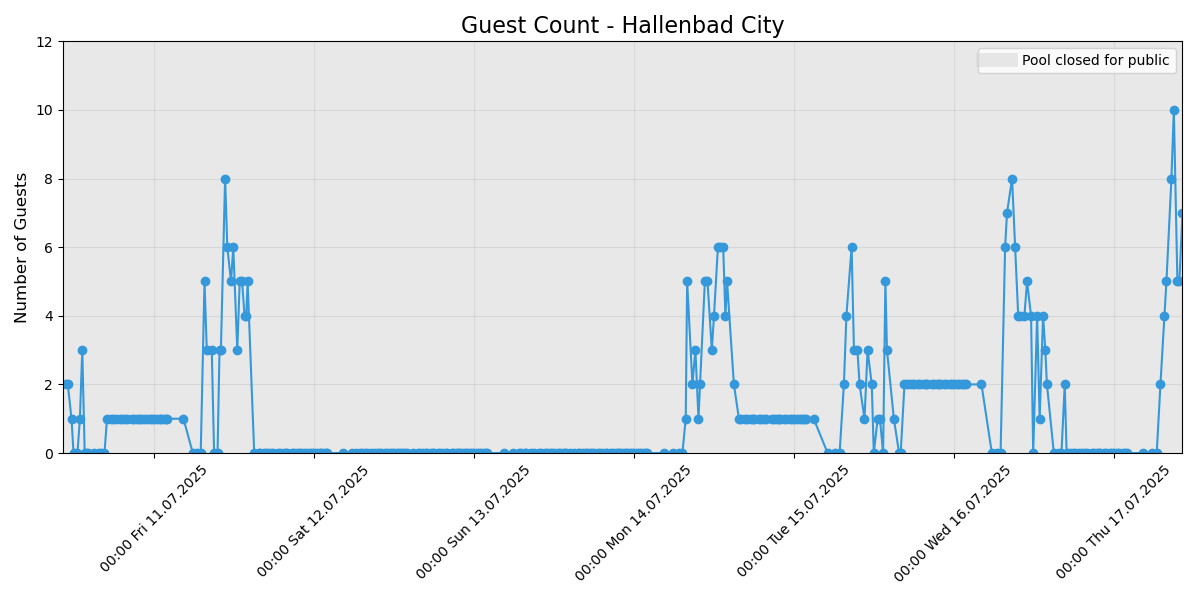 Guest Count - Hallenbad City
Pool closed for public
Number of Guests
12
10
8
6
4
2
0
00:00 Fri 11.07.2025
00:00 Sat 12.07.2025
00:00 Sun 13.07.2025
00:00 Mon 14.07.2025
00:00 Tue 15.07.2025
00:00 Wed 16.07.2025
00:00 Thu 17.07.2025